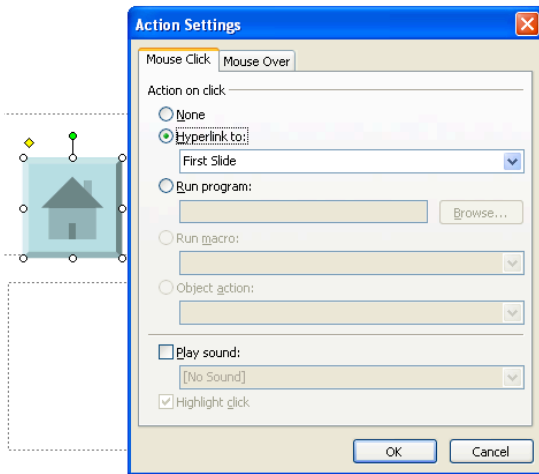 Action Settings
Mouse Click Mouse Over
Action on click
None
Hyperlink to:
First Slide
Run program:
Browse...
Run macro:
Object action:
Play sound:
[No Sound]
Highlight click
OK Cancel